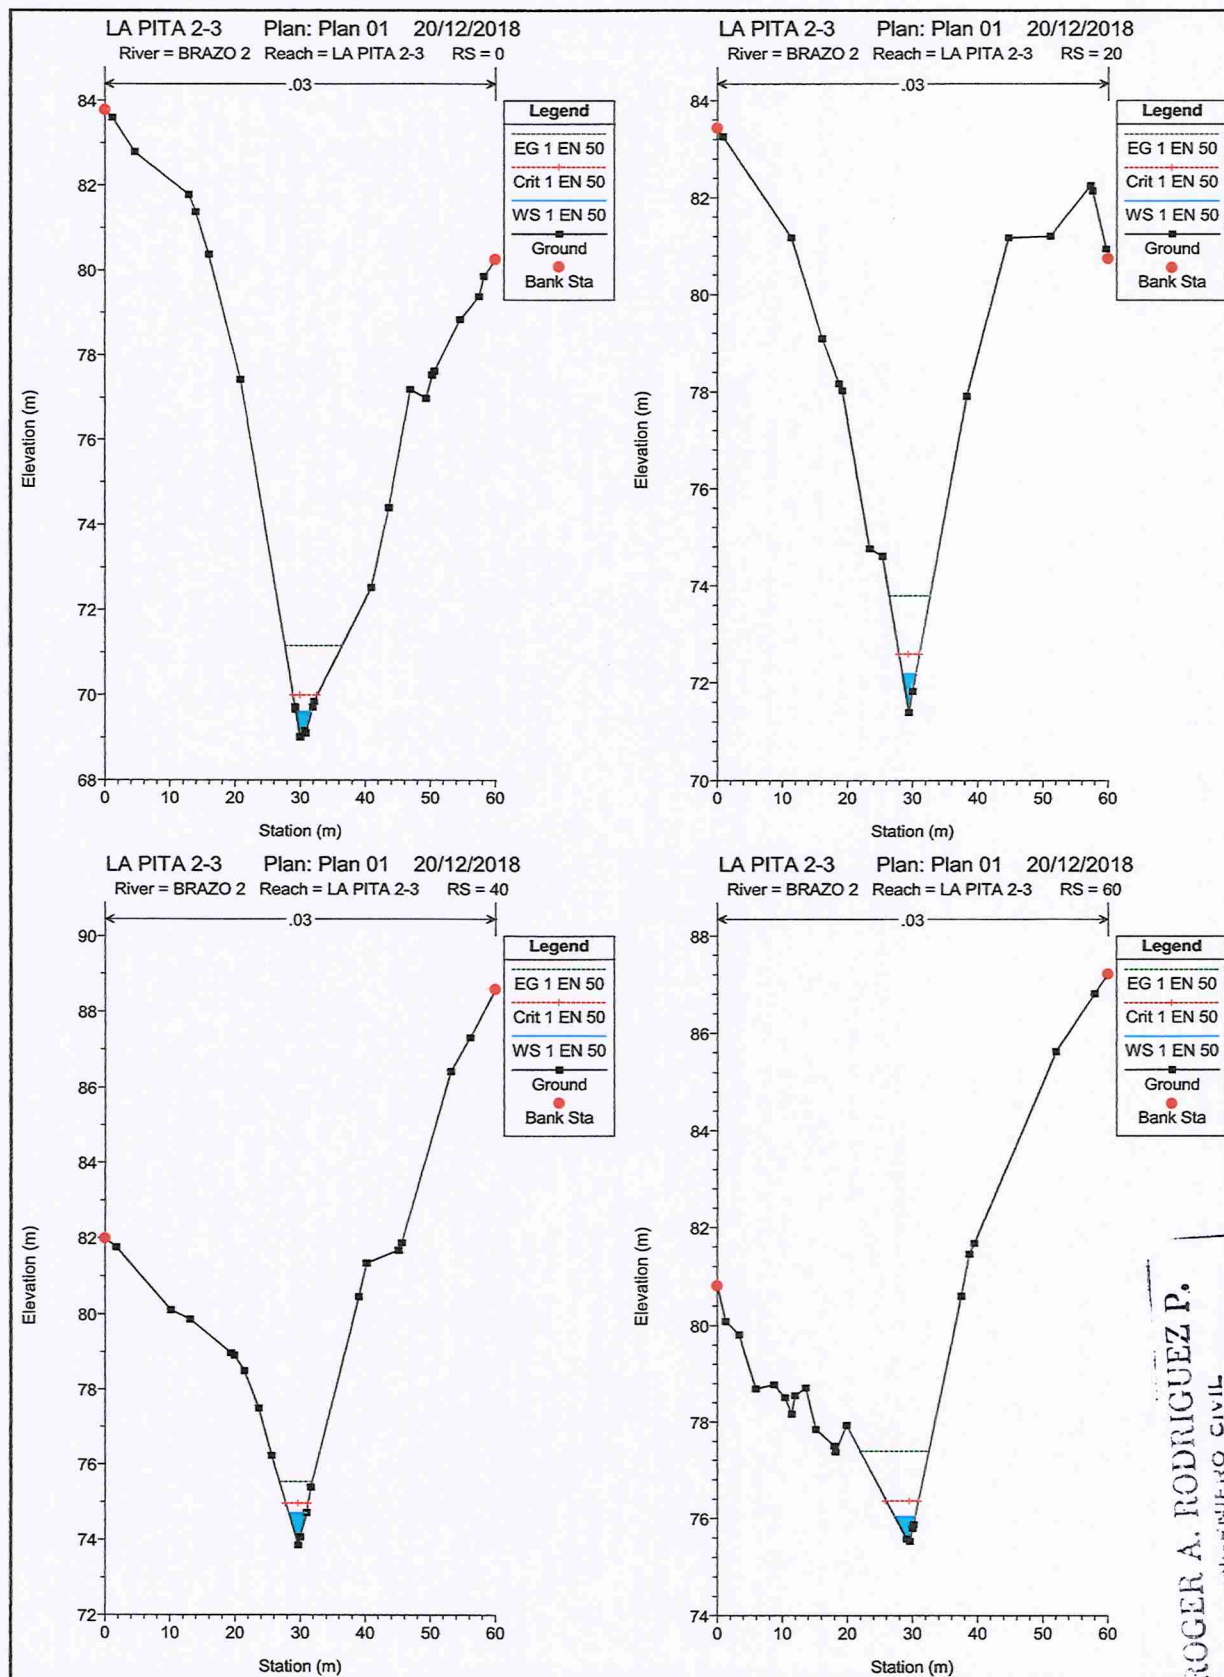 LA PITA 2-3 Plan: Plan 01 20/12/2018
River = BRAZO 2 Reach = LA PITA 2-3 RS = 0
.03
Legend
EG 1 EN 50
Crit 1 EN 50
WS 1 EN 50
Ground
Bank Sta
84
82
80
78
76
74
72
70
68
Elevation (m)
0 10 20 30 40 50 60
Station (m)
LA PITA 2-3 Plan: Plan 01 20/12/2018
River = BRAZO 2 Reach = LA PITA 2-3 RS = 20
.03
Legend
EG 1 EN 50
Crit 1 EN 50
WS 1 EN 50
Ground
Bank Sta
84
82
80
78
76
74
72
70
Elevation (m)
0 10 20 30 40 50 60
Station (m)
LA PITA 2-3 Plan: Plan 01 20/12/2018
River = BRAZO 2 Reach = LA PITA 2-3 RS = 40
.03
Legend
EG 1 EN 50
Crit 1 EN 50
WS 1 EN 50
Ground
Bank Sta
90
88
86
84
82
80
78
76
74
72
Elevation (m)
0 10 20 30 40 50 60
Station (m)
LA PITA 2-3 Plan: Plan 01 20/12/2018
River = BRAZO 2 Reach = LA PITA 2-3 RS = 60
.03
Legend
EG 1 EN 50
Crit 1 EN 50
WS 1 EN 50
Ground
Bank Sta
88
86
84
82
80
78
76
74
Elevation (m)
0 10 20 30 40 50 60
Station (m)
ROGER A. RODRIGUEZ P.
CIVIL